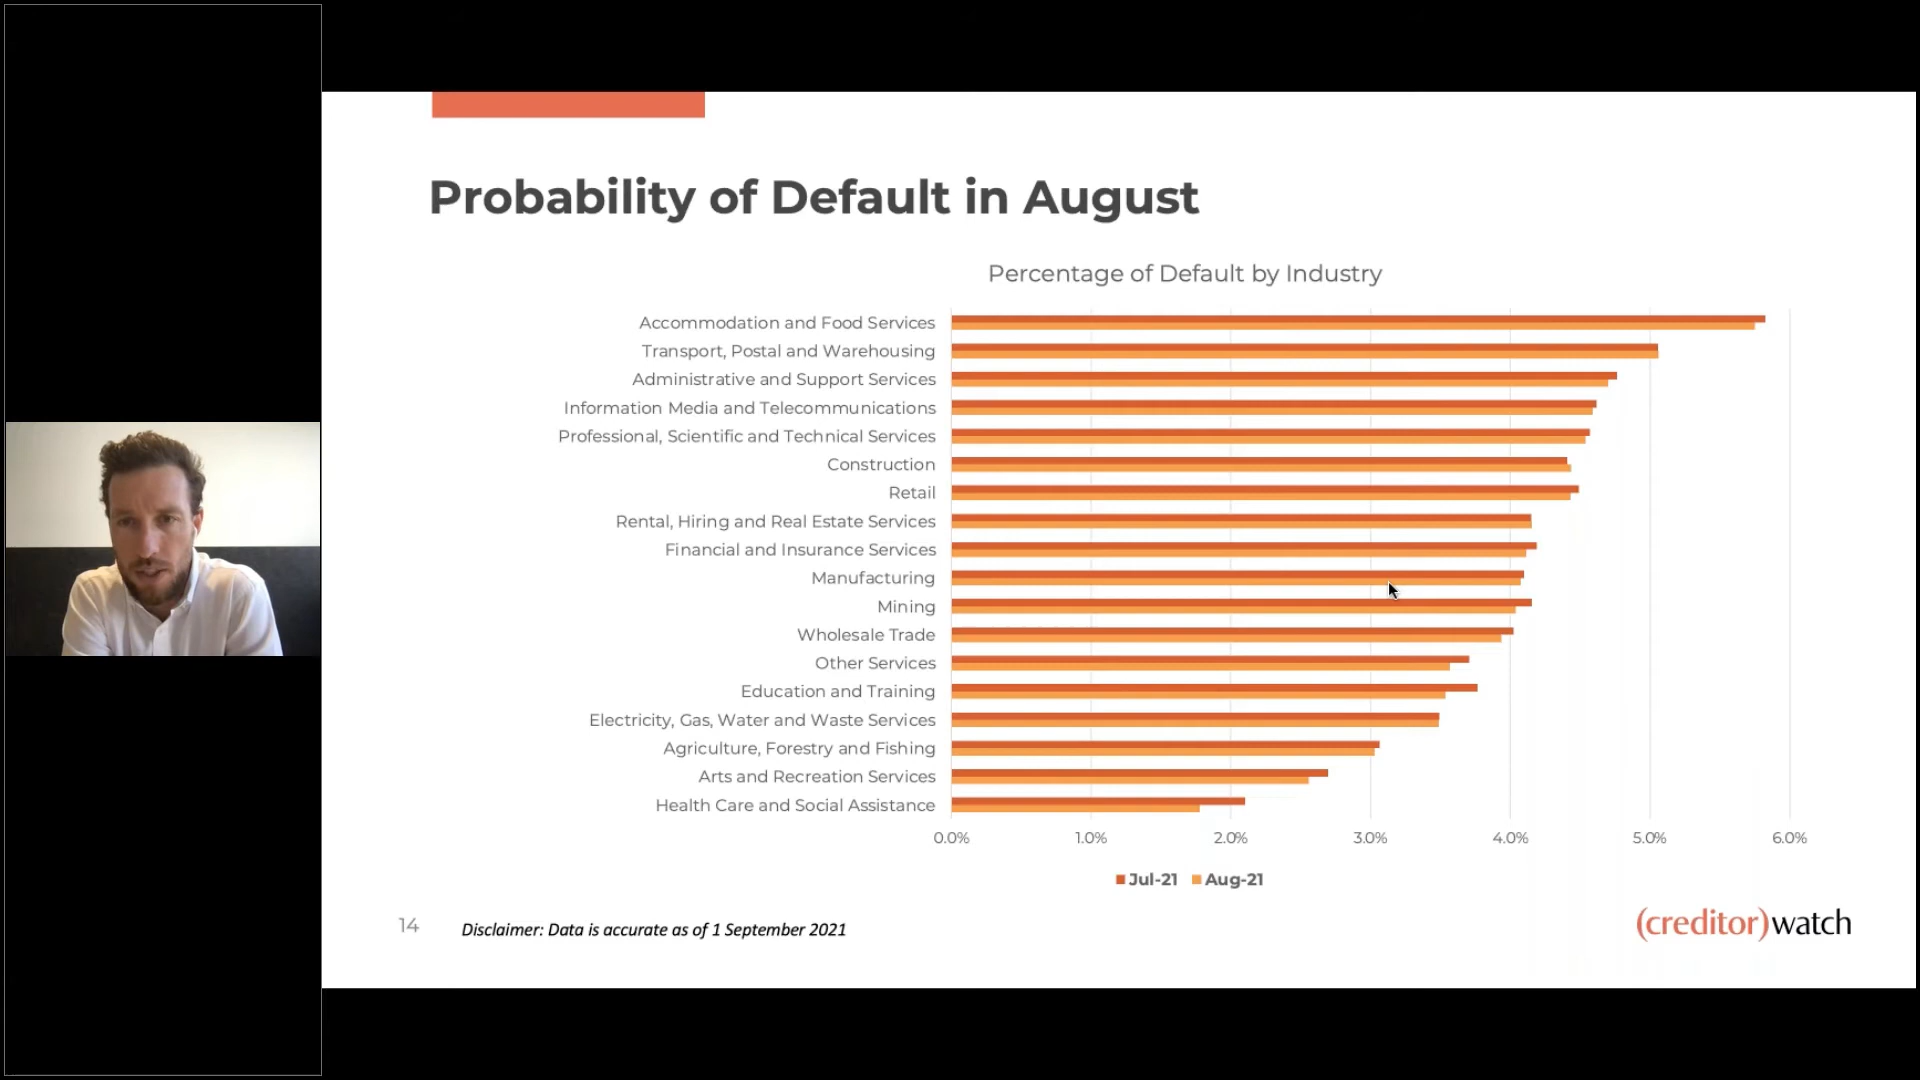 Probability of Default in August
Percentage of Default by Industry
Accommodation and Food Services
Transport, Postal and Warehousing
Administrative and Support Services
Information Media and Telecommunications
Professional, Scientific and Technical Services
Construction
Retail
Rental, Hiring and Real Estate Services
Financial and Insurance Services
Manufacturing
Mining
Wholesale Trade
Other Services
Education and Training
Electricity, Gas, Water and Waste Services
Agriculture, Forestry and Fishing
Arts and Recreation Services
Health Care and Social Assistance
0.0% 1.0% 2.0% 3.0% 4.0% 5.0% 6.0%
Jul-21 Aug-21
14 Disclaimer: Data is accurate as of 1 September 2021
(creditor)watch